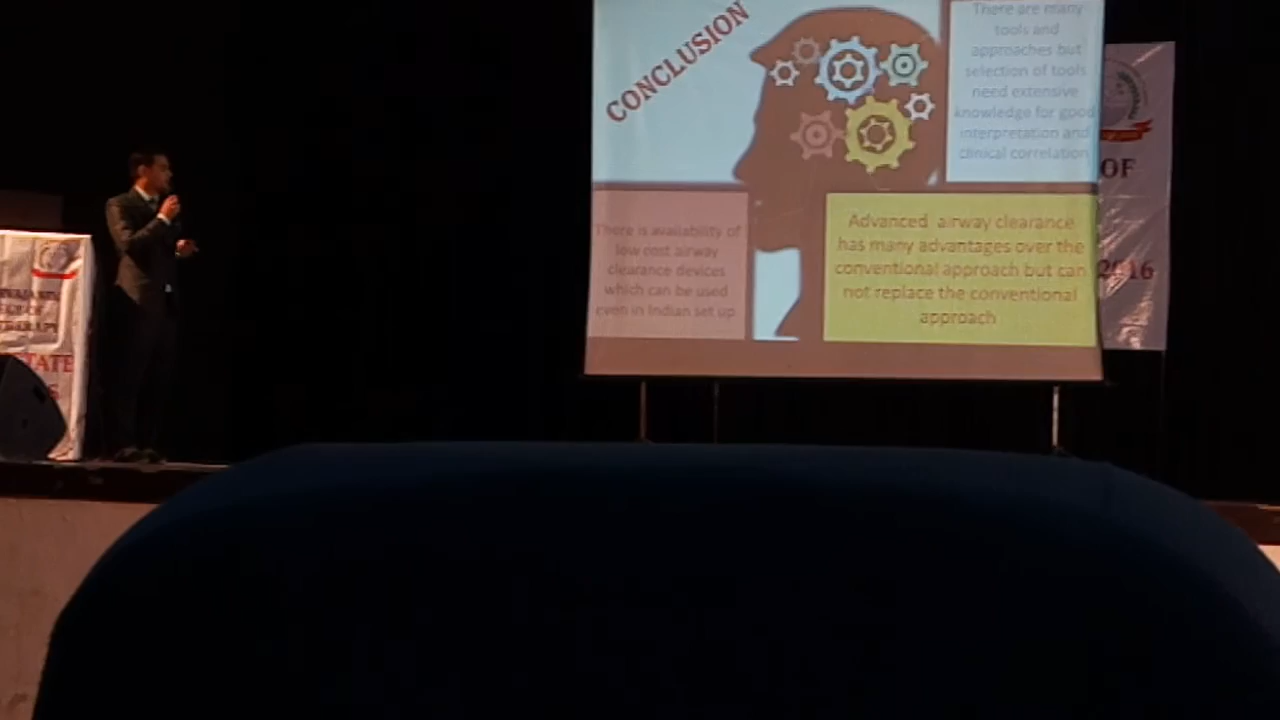 CONCLUSION
There are many
tools and
approaches but
selection of tools
need extensive
knowledge for good
interpretation and
clinical correlation
There is availability of
low cost airway
clearance devices
which can be used
even in Indian set up
Advanced airway clearance
has many advantages over the
conventional approach but can
not replace the conventional
approach
OF
2016
TATE